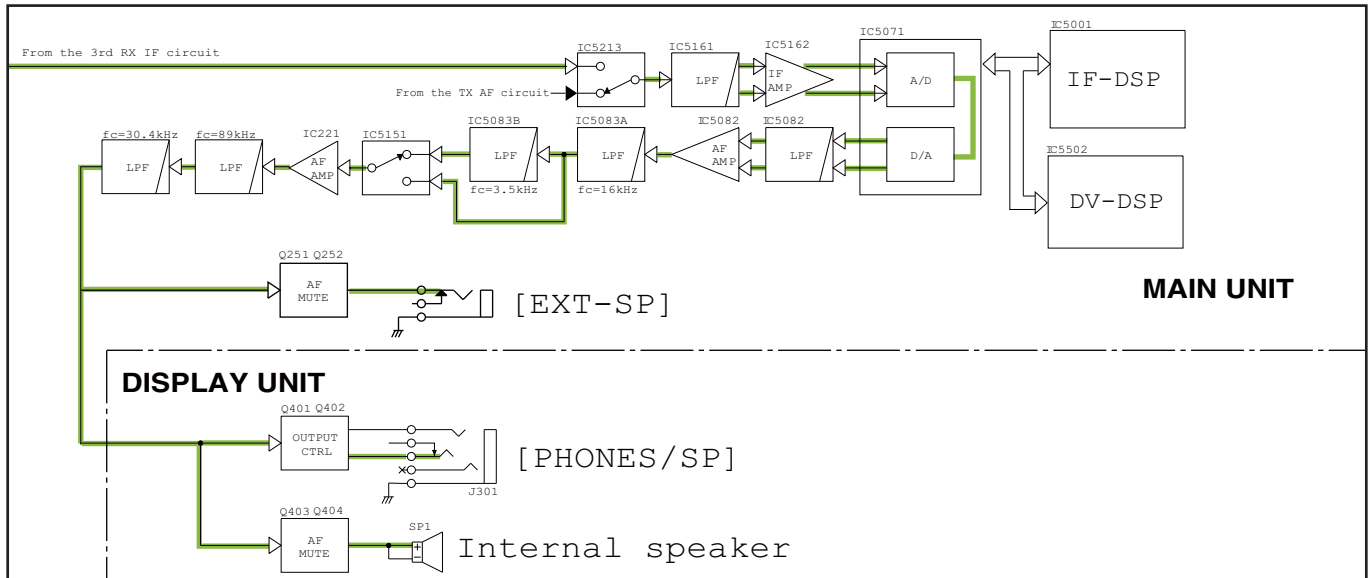 From the 3rd RX IF circuit
IC5213
IC5161
IC5162
IC5071
IC5001
LPF
IF
AMP
A/D
IF-DSP
From the TX AF circuit
fc=30.4kHz
fc=89kHz
IC221
IC5151
IC5083B
IC5083A
IC5082
IC5082
IC5502
LPF
LPF
AF
AMP
LPF
LPF
AF
AMP
LPF
D/A
DV-DSP
fc=3.5kHz
fc=16kHz
Q251 Q252
AF
MUTE
[EXT-SP]
MAIN UNIT
DISPLAY UNIT
Q401 Q402
OUTPUT
CTRL
[PHONES/SP]
J301
Q403 Q404
AF
MUTE
SP1
+
−
Internal speaker